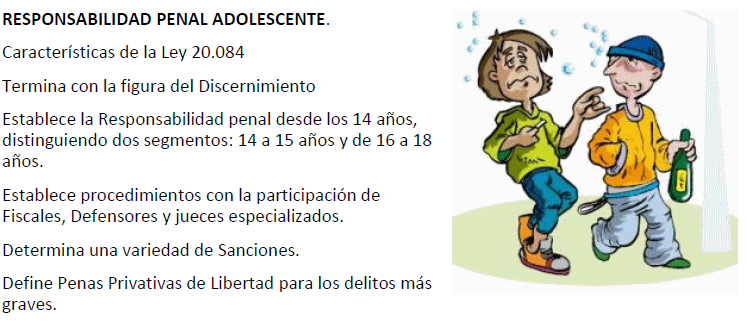 RESPONSABILIDAD PENAL ADOLESCENTE.
Características de la Ley 20.084
Termina con la figura del Discernimiento
Establece la Responsabilidad penal desde los 14 años,
distinguiendo dos segmentos: 14 a 15 años y de 16 a 18
años.
Establece procedimientos con la participación de
Fiscales, Defensores y jueces especializados.
Determina una variedad de Sanciones.
Define Penas Privativas de Libertad para los delitos más
graves.